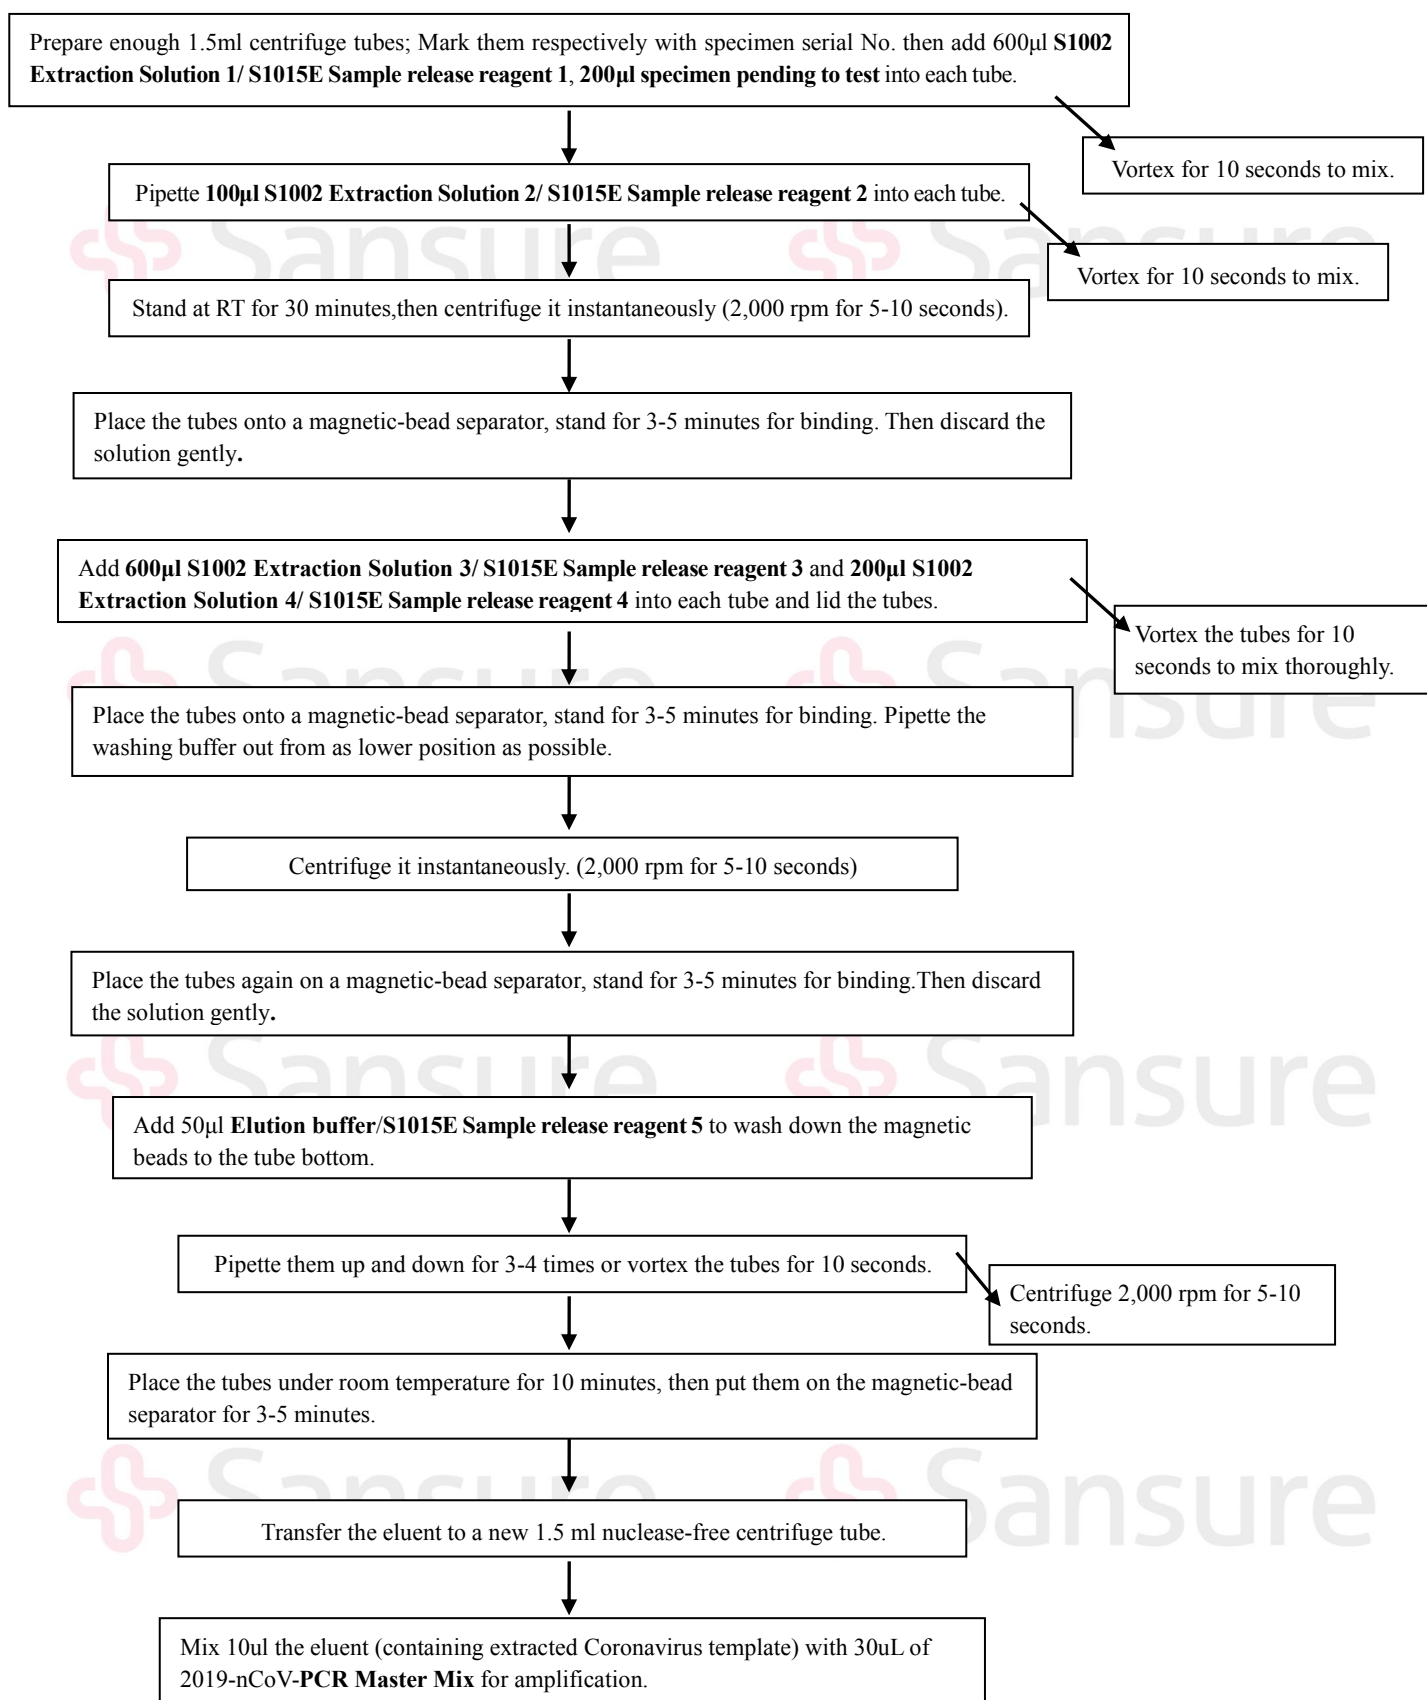 Prepare enough 1.5ml centrifuge tubes; Mark them respectively with specimen serial No. then add 600μl S1002
Extraction Solution 1/ S1015E Sample release reagent 1, 200μl specimen pending to test into each tube.
Vortex for 10 seconds to mix.
Pipette 100μl S1002 Extraction Solution 2/ S1015E Sample release reagent 2 into each tube.
Sansure
Sansure
Vortex for 10 seconds to mix.
Stand at RT for 30 minutes,then centrifuge it instantaneously (2,000 rpm for 5-10 seconds).
Place the tubes onto a magnetic-bead separator, stand for 3-5 minutes for binding. Then discard the
solution gently.
Add 600μl S1002 Extraction Solution 3/ S1015E Sample release reagent 3 and 200μl S1002
Extraction Solution 4/ S1015E Sample release reagent 4 into each tube and lid the tubes.
Vortex the tubes for 10
seconds to mix thoroughly.
Sansure
Sansure
Place the tubes onto a magnetic-bead separator, stand for 3-5 minutes for binding. Pipette the
washing buffer out from as lower position as possible.
Centrifuge it instantaneously. (2,000 rpm for 5-10 seconds)
Place the tubes again on a magnetic-bead separator, stand for 3-5 minutes for binding.Then discard
the solution gently.
Sansure
Sansure
Add 50μl Elution buffer/S1015E Sample release reagent 5 to wash down the magnetic
beads to the tube bottom.
Pipette them up and down for 3-4 times or vortex the tubes for 10 seconds.
Centrifuge 2,000 rpm for 5-10
seconds.
Place the tubes under room temperature for 10 minutes, then put them on the magnetic-bead
separator for 3-5 minutes.
Sansure
Sansure
Transfer the eluent to a new 1.5 ml nuclease-free centrifuge tube.
Mix 10ul the eluent (containing extracted Coronavirus template) with 30uL of
2019-nCoV-PCR Master Mix for amplification.